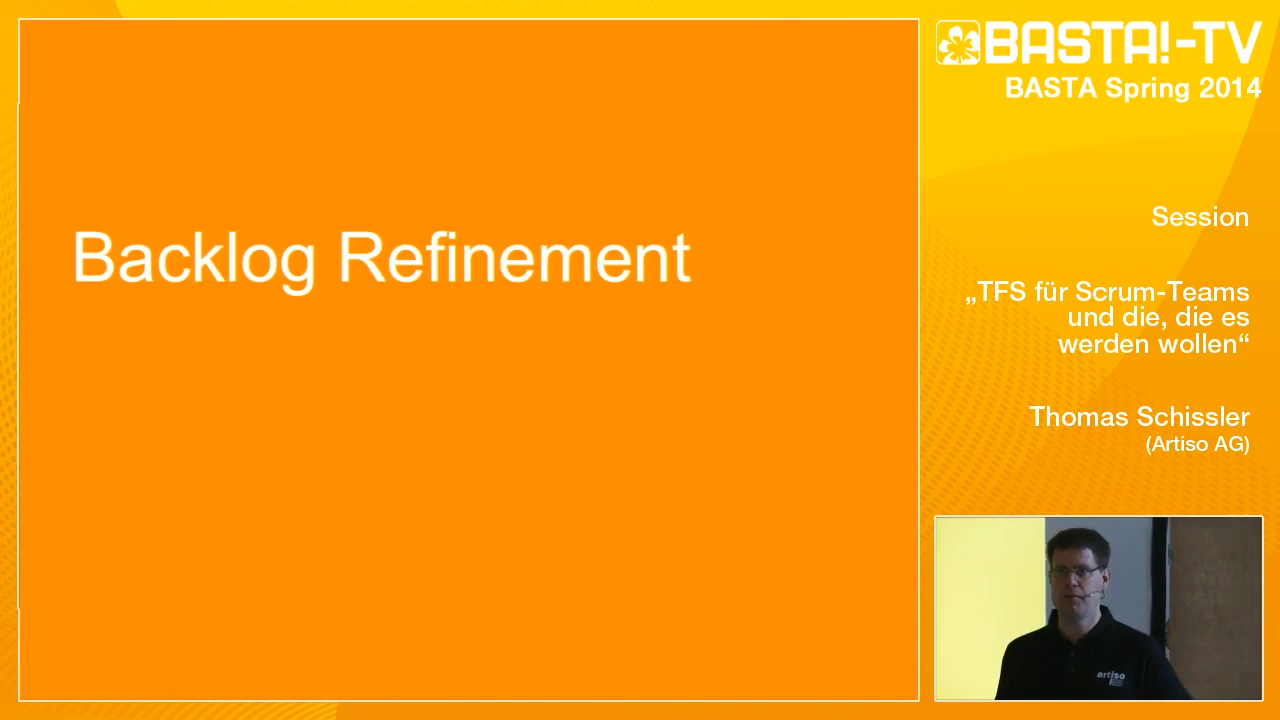 Backlog Refinement
BASTA!-TV
BASTA Spring 2014
Session
„TFS für Scrum-Teams
und die, die es
werden wollen“
Thomas Schissler
(Artiso AG)
artiso